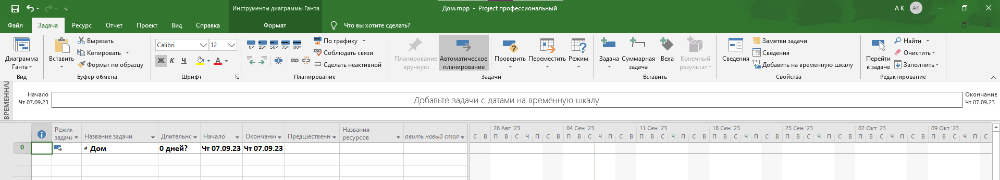 Инструменты диаграммы Ганта
Дом.mpp - Project профессиональный
A K
AK
Файл Задача Ресурс Отчет Проект Вид Справка Формат Что вы хотите сделать?
Диаграмма Ганта
Вид
Вставить
Вырезать
Копировать
Формат по образцу
Буфер обмена
Calibri 12
Ж К Ч А
Шрифт
0% 25% 50% 75% 100%
По графику
Соблюдать связи
Сделать неактивной
Планирование
Планирование вручную
Автоматическое планирование
Проверить
Переместить
Режим
Задачи
Задача
Суммарная задача
Веха
Конечный результат
Вставить
Сведения
Заметки задачи
Сведения
Добавить на временную шкалу
Свойства
Перейти к задаче
Найти
Очистить
Заполнить
Редактирование
ВРЕМЕННАЯ
Начало
Чт 07.09.23
Добавьте задачи с датами на временную шкалу
Окончание
Чт 07.09.23
Режим задачи
Название задачи
Длительнс
Начало
Окончание
Предшественн
Названия ресурсов
авить новый стол
28 Авг '23 04 Сен '23 11 Сен '23 18 Сен '23 25 Сен '23 02 Окт '23 09 Окт '23
С В П В С Ч П С В П В С Ч П С В П В С Ч П С В П В С Ч П С В П В С Ч П С В П В С Ч П С В П В С Ч П С
0 Дом 0 дней? Чт 07.09.23 Чт 07.09.23